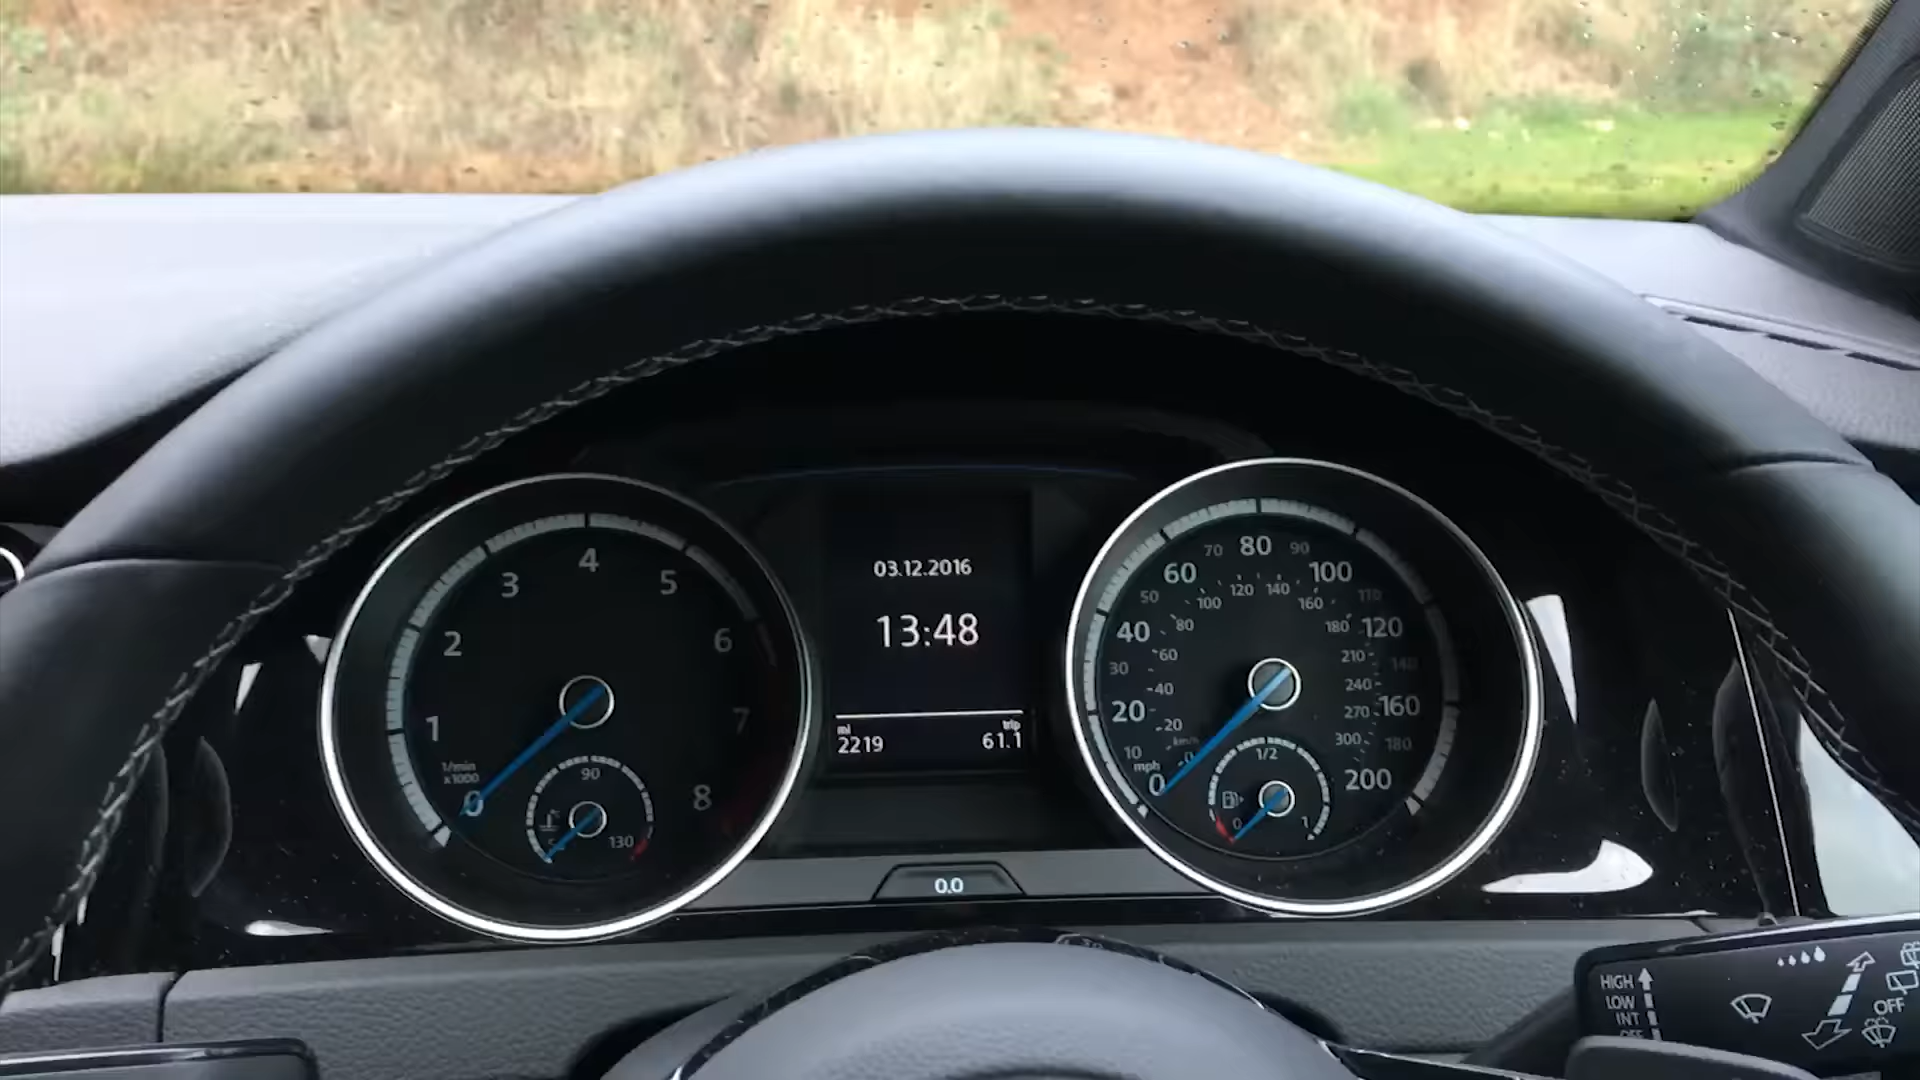 4
3
5
2
6
1
7
1/min
x1000
0
8
90
130
03.12.2016
13:48
mi
trip
2219
61.1
0.0
70 80 90
60 100
120 140
50 100 160 110
40 80 180 120
30 60 210 140
40 240
20 20 270 160
10 km/h 300 180
mph 0 1/2
0 200
0 1
HIGH
LOW
INT
OFF
OFF